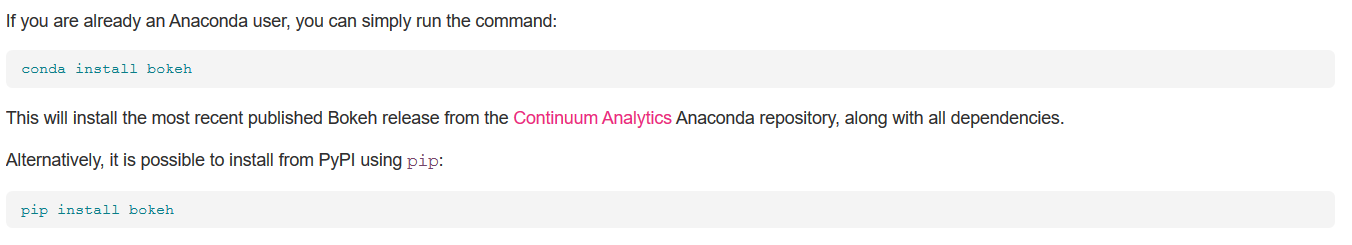 If you are already an Anaconda user, you can simply run the command:
conda install bokeh
This will install the most recent published Bokeh release from the Continuum Analytics Anaconda repository, along with all dependencies.
Alternatively, it is possible to install from PyPI using pip:
pip install bokeh